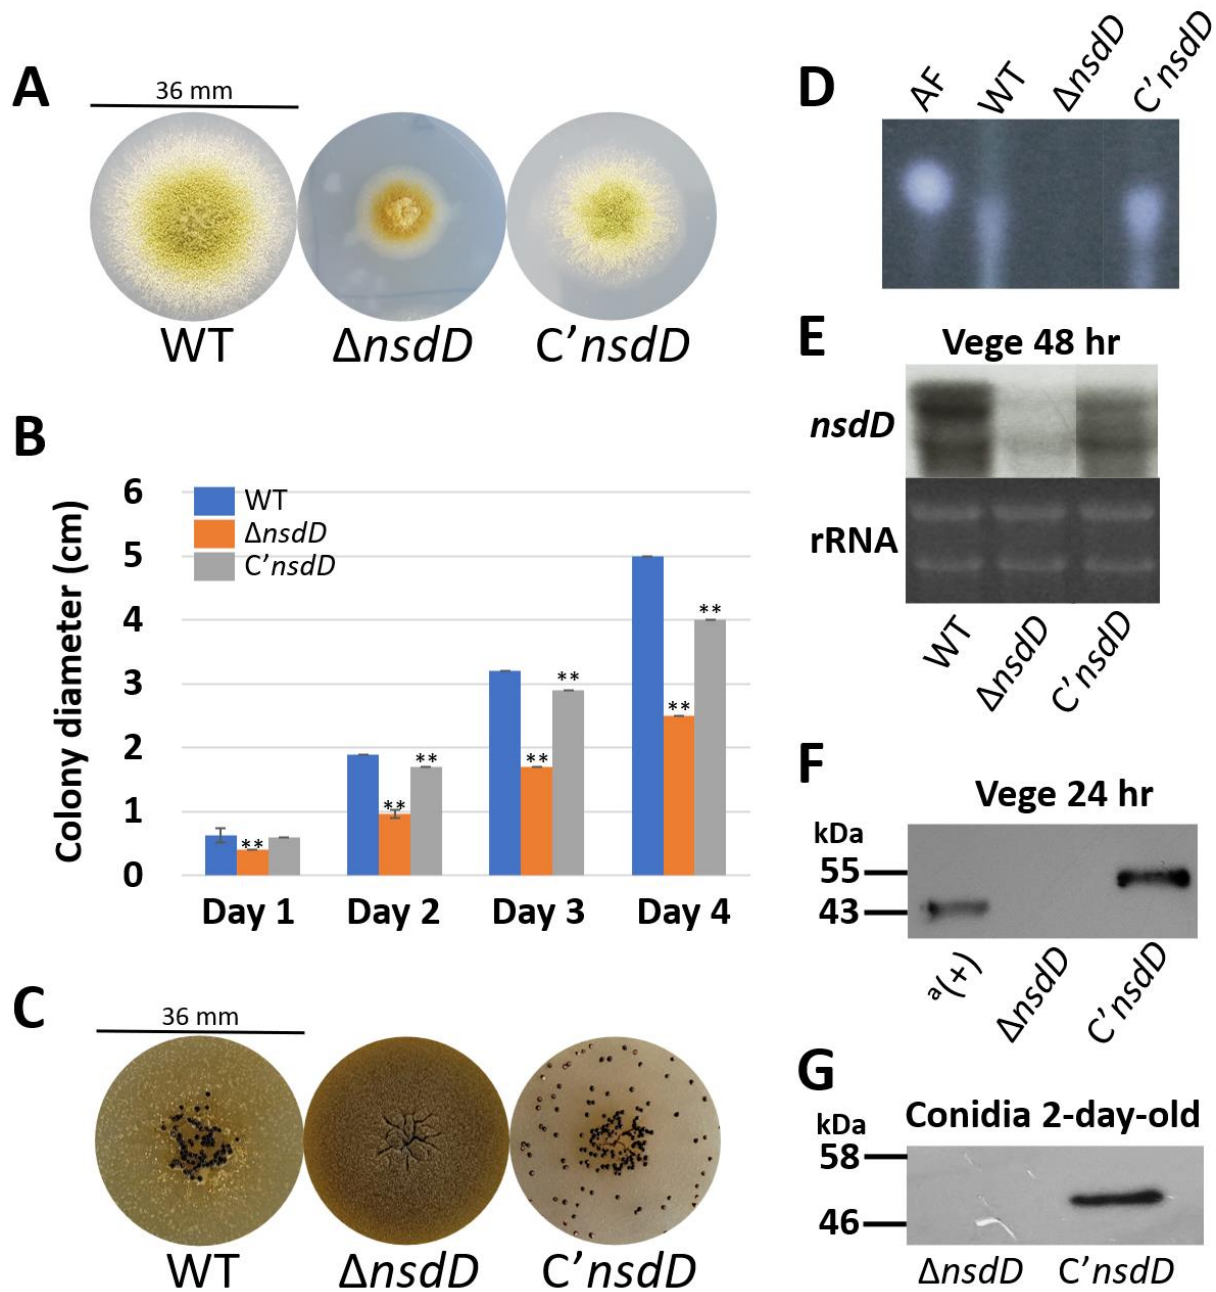 A
36 mm
WT
ΔnsdD
C’nsdD
B
Colony diameter (cm)
6
5
4
3
2
1
0
WT
ΔnsdD
C’nsdD
**
**
**
**
**
**
**
Day 1
Day 2
Day 3
Day 4
C
36 mm
WT
ΔnsdD
C’nsdD
D
AF
WT
ΔnsdD
C’nsdD
E
Vege 48 hr
nsdD
rRNA
WT
ΔnsdD
C’nsdD
F
Vege 24 hr
kDa
55
43
a(+)
ΔnsdD
C’nsdD
G
Conidia 2-day-old
kDa
58
46
ΔnsdD
C’nsdD